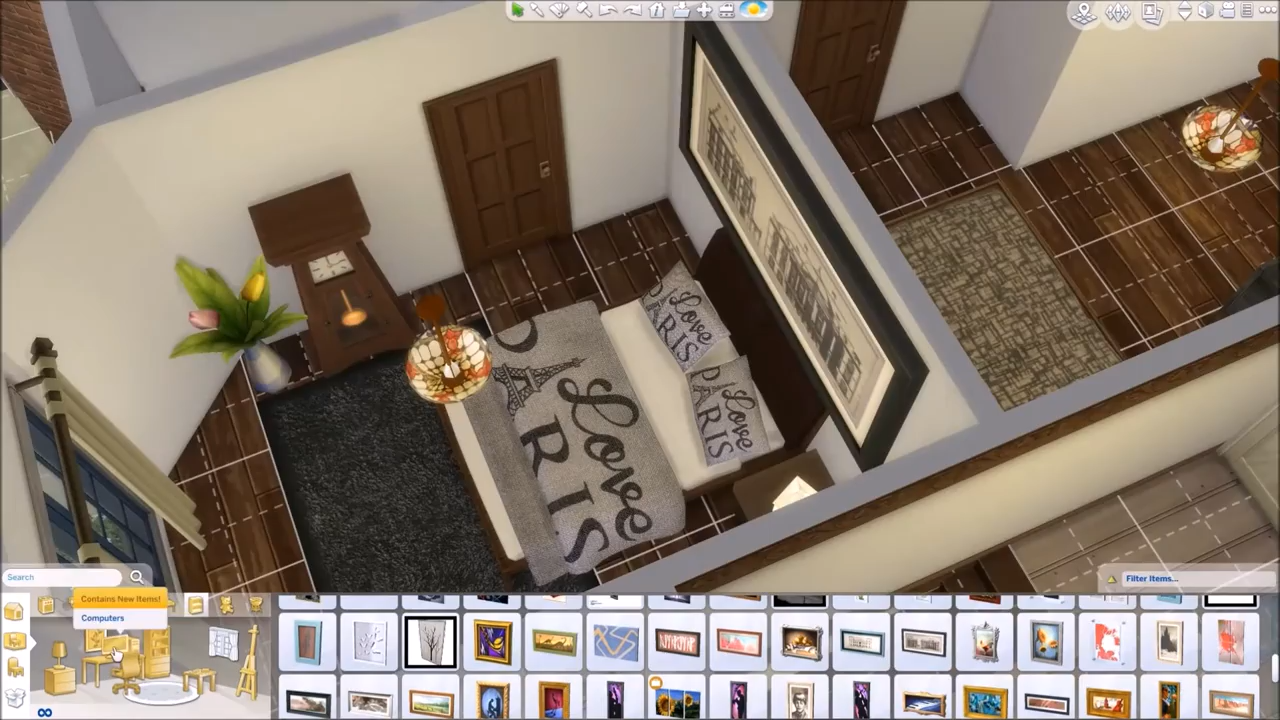 Love
PARIS
Love
PARIS
Love
PARIS
Search
Contains New Items!
Computers
Filter Items...